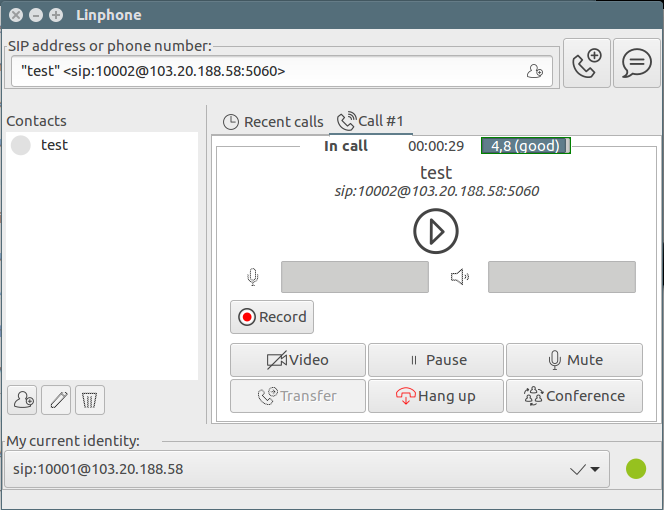 Linphone
SIP address or phone number:
"test" <sip:10002@103.20.188.58:5060>
Contacts
test
Recent calls
Call #1
In call 00:00:29 4,8 (good)
test
sip:10002@103.20.188.58:5060
Record
Video Pause Mute
Transfer Hang up Conference
My current identity:
sip:10001@103.20.188.58